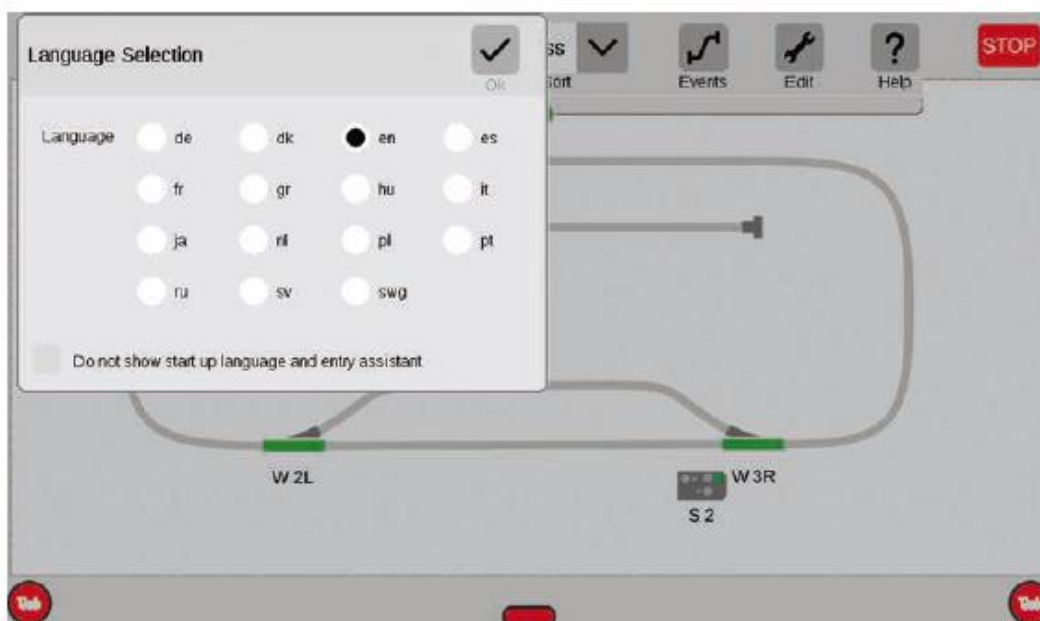 Language Selection
Ok
ss
ort
Events
Edit
Help
STOP
Language
de
dk
en
es
fr
gr
hu
it
ja
nl
pl
pt
ru
sv
swg
Do not show start up language and entry assistant
W 2L
W 3R
S 2